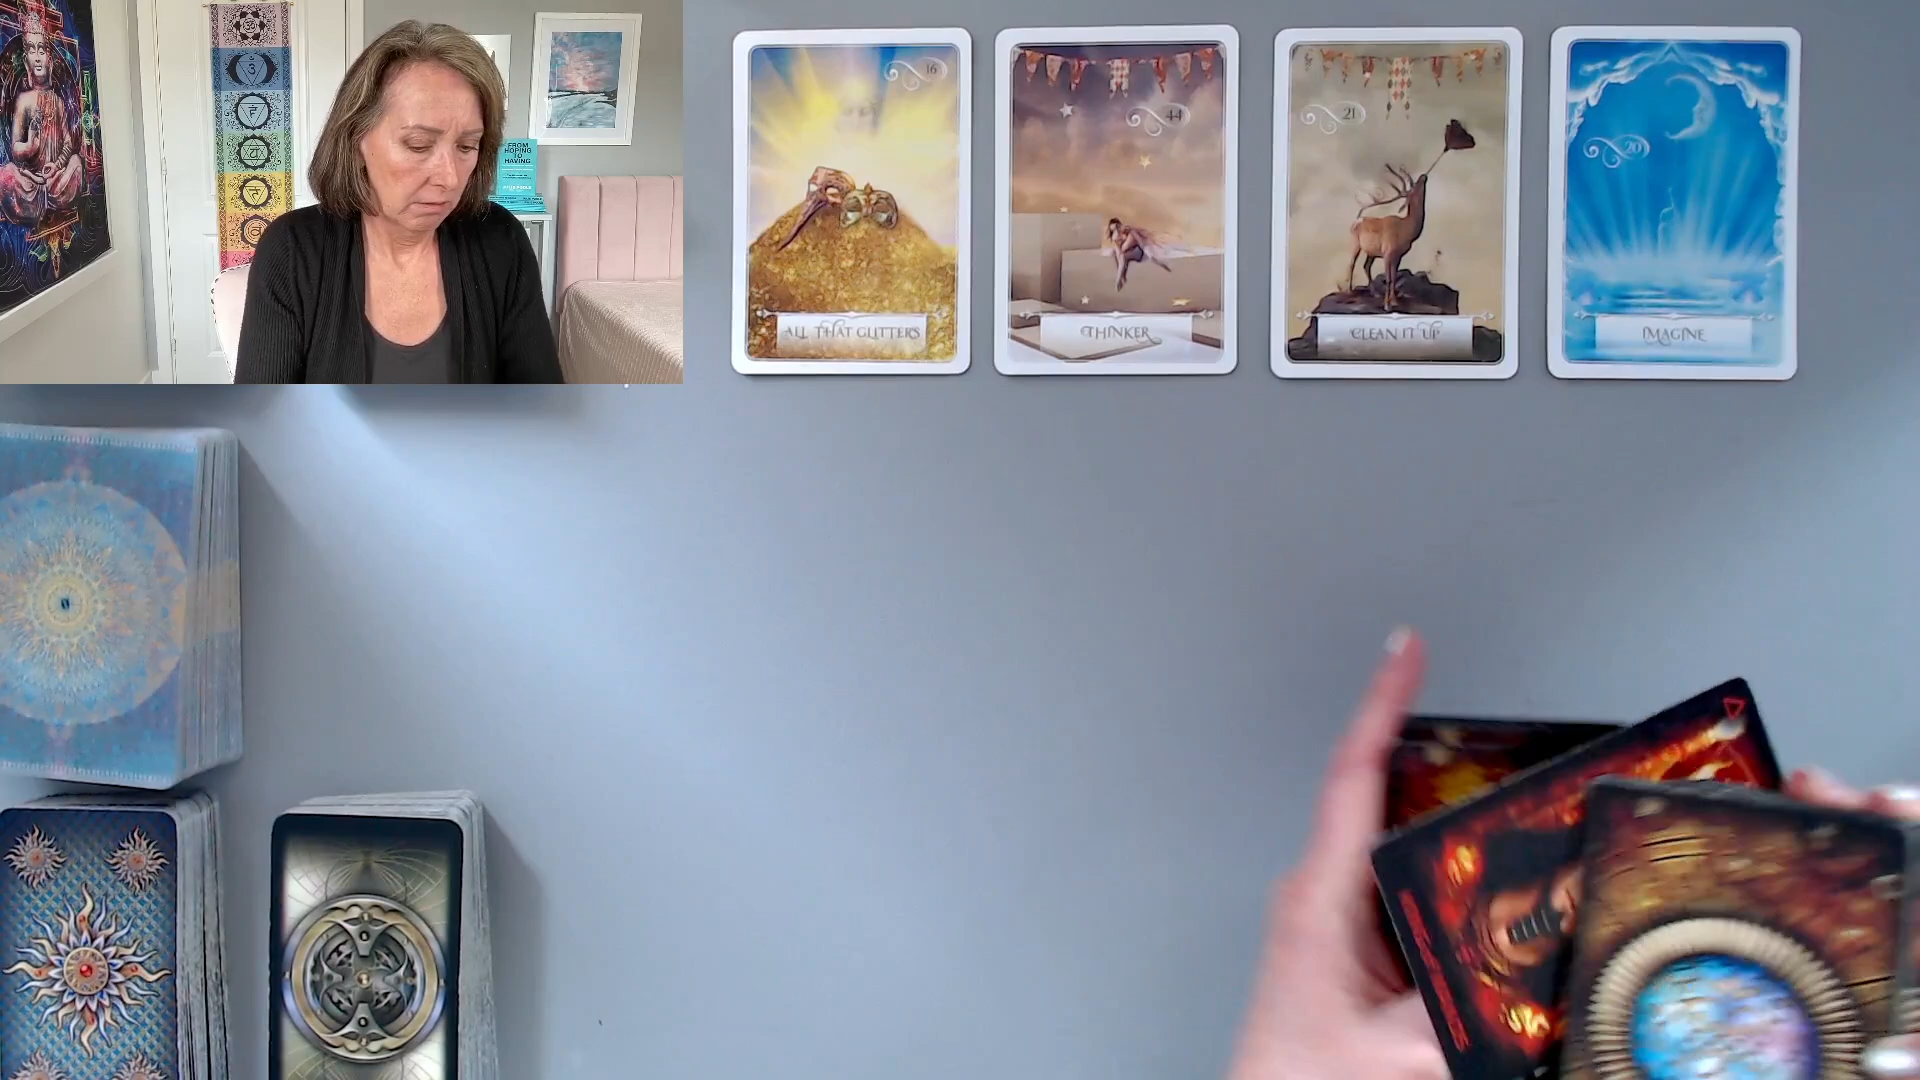 FROM
HOPING
TO
HAVING
16
ALL THAT GLITTERS
44
THINKER
21
CLEAN IT UP
20
IMAGINE